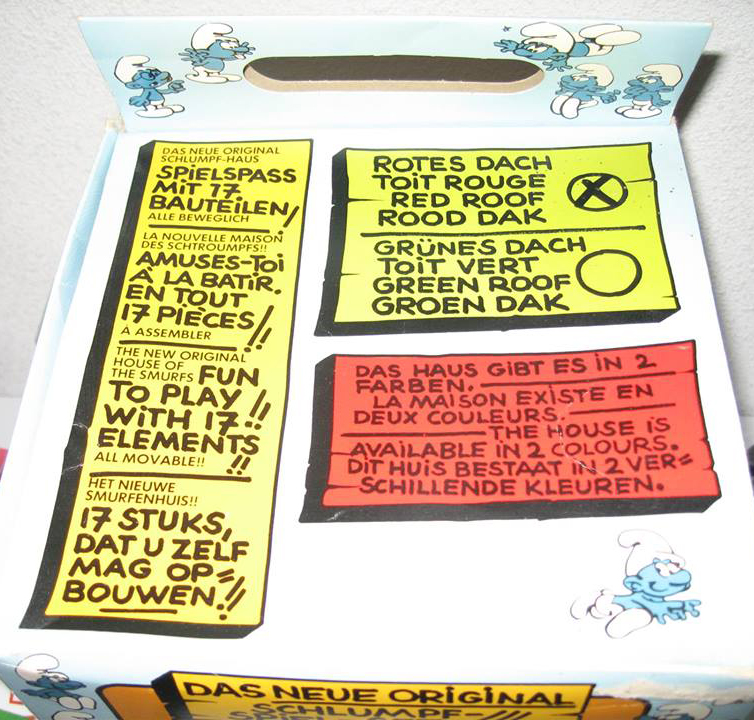 DAS NEUE ORIGINAL
SCHLUMPF-HAUS
SPIELSPASS
MIT 17
BAUTEILEN/
ALLE BEWEGLICH
LA NOUVELLE MAISON
DES SCHTROUMPFS!!
AMUSES-TOI
À LA BATIR.
EN TOUT
17 PIÈCES!!
A ASSEMBLER
THE NEW ORIGINAL
HOUSE OF
THE SMURFS FUN
TO PLAY
WITH 17!!
ELEMENTS
ALL MOVABLE!! !!
HET NIEUWE
SMURFENHUIS!!
17 STUKS,
DAT U ZELF
MAG OP=
BOUWEN!!
ROTES DACH
TOIT ROUGE
RED ROOF
ROOD DAK
GRÜNES DACH
TOIT VERT
GREEN ROOF
GROEN DAK
DAS HAUS GIBT ES IN 2
FARBEN.
LA MAISON EXISTE EN
DEUX COULEURS.
THE HOUSE IS
AVAILABLE IN 2 COLOURS.
DIT HUIS BESTAAT IN 2 VER=
SCHILLENDE KLEUREN.
DAS NEUE ORIGINAL
SCHLUMPF-!!!